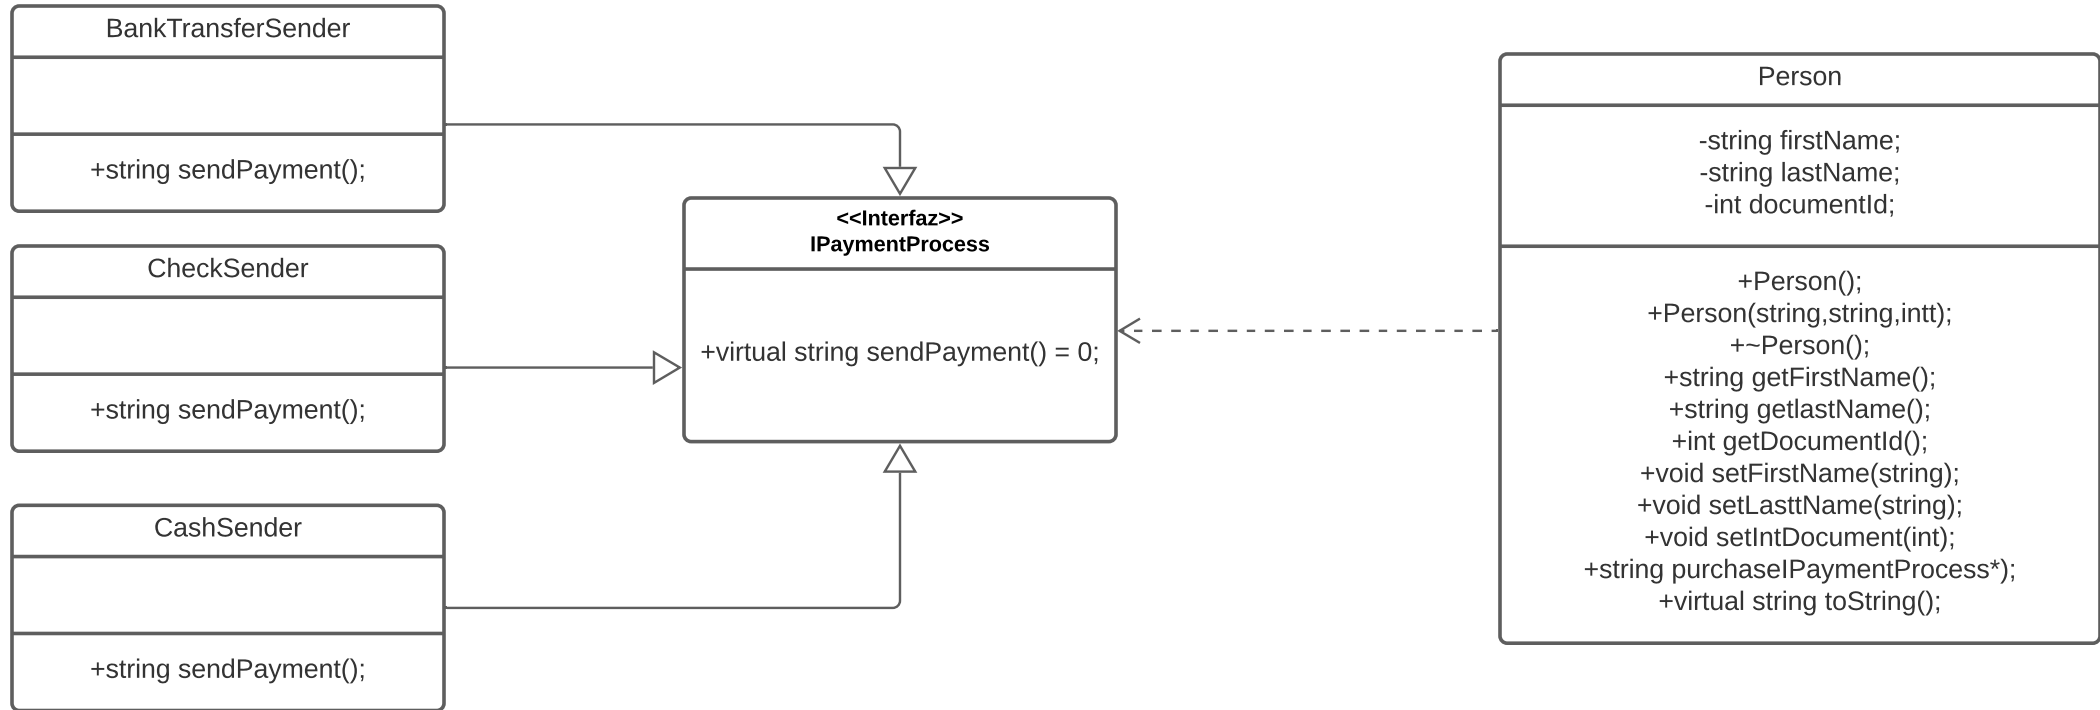 BankTransferSender
+string sendPayment();
CheckSender
+string sendPayment();
CashSender
+string sendPayment();
<<Interfaz>>
IPaymentProcess
+virtual string sendPayment() = 0;
Person
-string firstName;
-string lastName;
-int documentId;
+Person();
+Person(string,string,intt);
+~Person();
+string getFirstName();
+string getlastName();
+int getDocumentId();
+void setFirstName(string);
+void setLasttName(string);
+void setIntDocument(int);
+string purchaseIPaymentProcess*);
+virtual string toString();